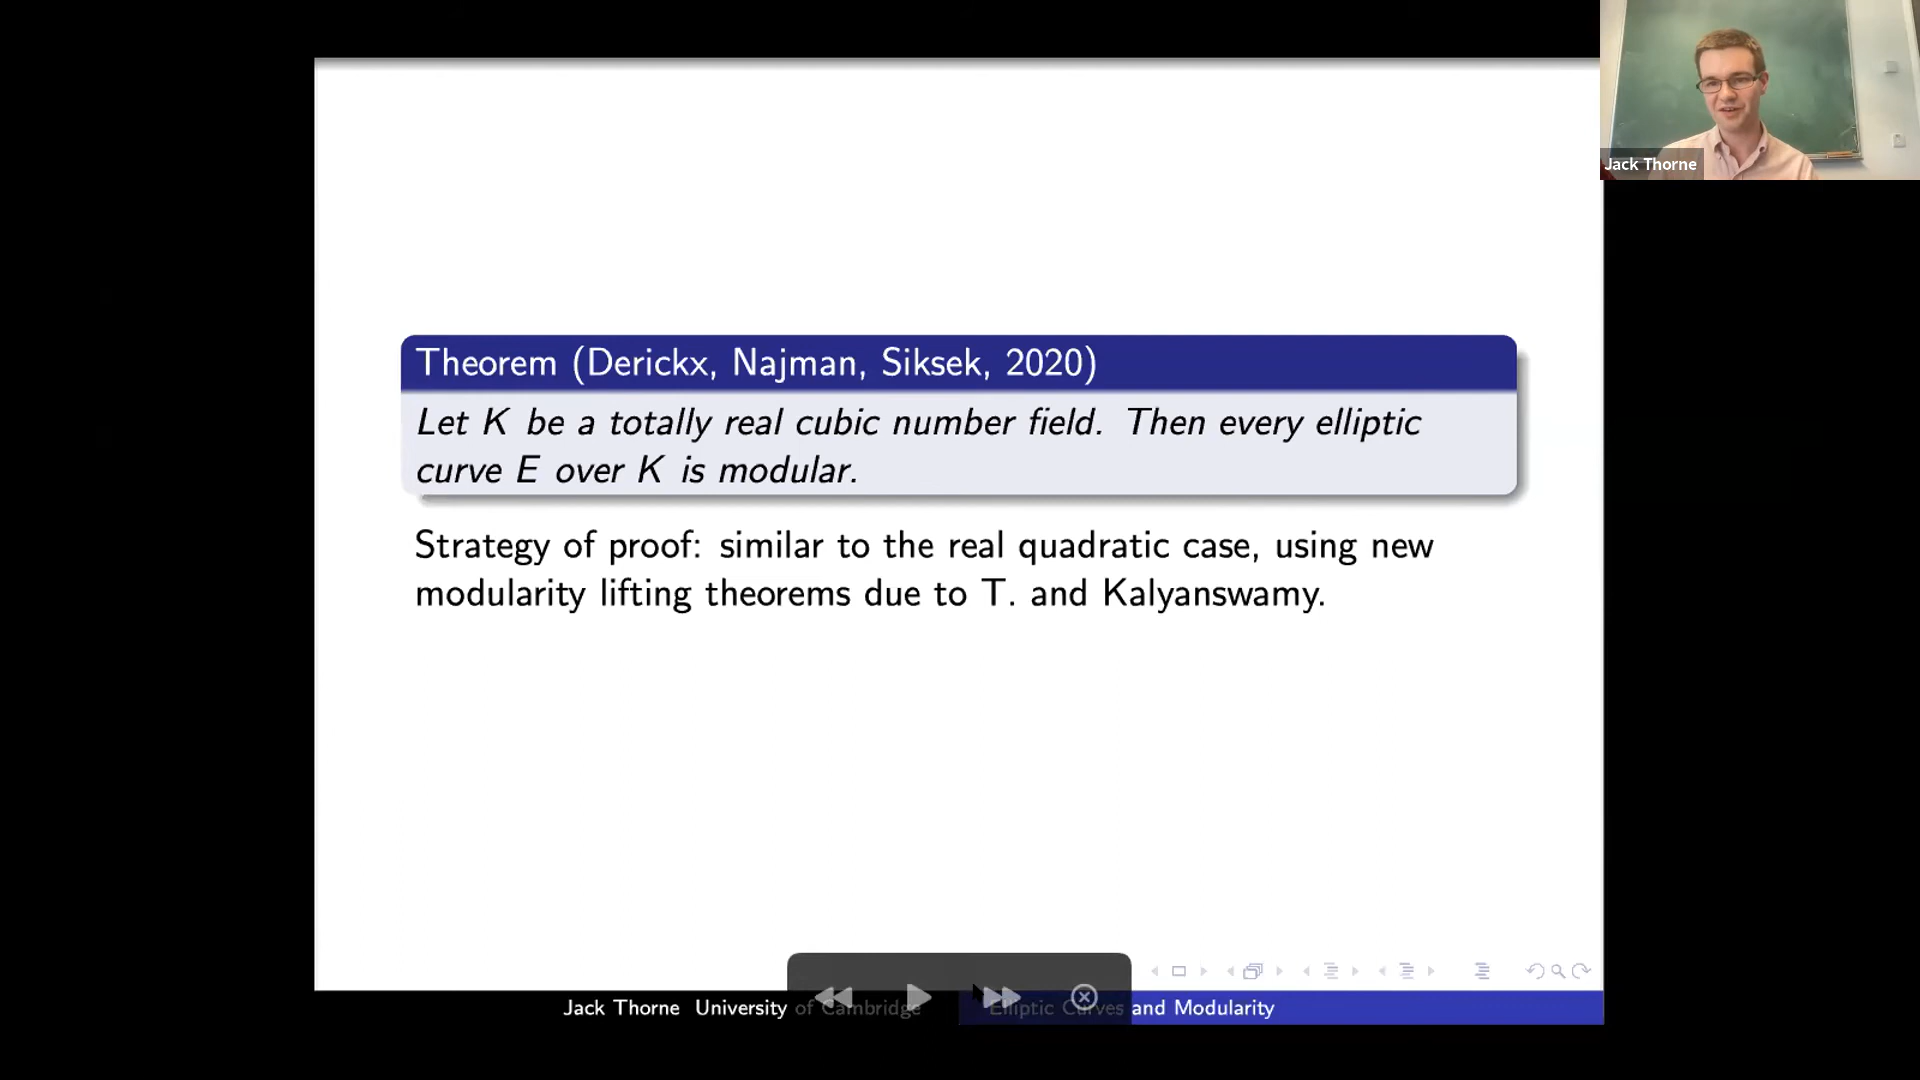 Jack Thorne
Theorem (Derickx, Najman, Siksek, 2020)
Let K be a totally real cubic number field. Then every elliptic
curve E over K is modular.
Strategy of proof: similar to the real quadratic case, using new
modularity lifting theorems due to T. and Kalyanswamy.
Jack Thorne University of Cambridge
Elliptic Curves and Modularity